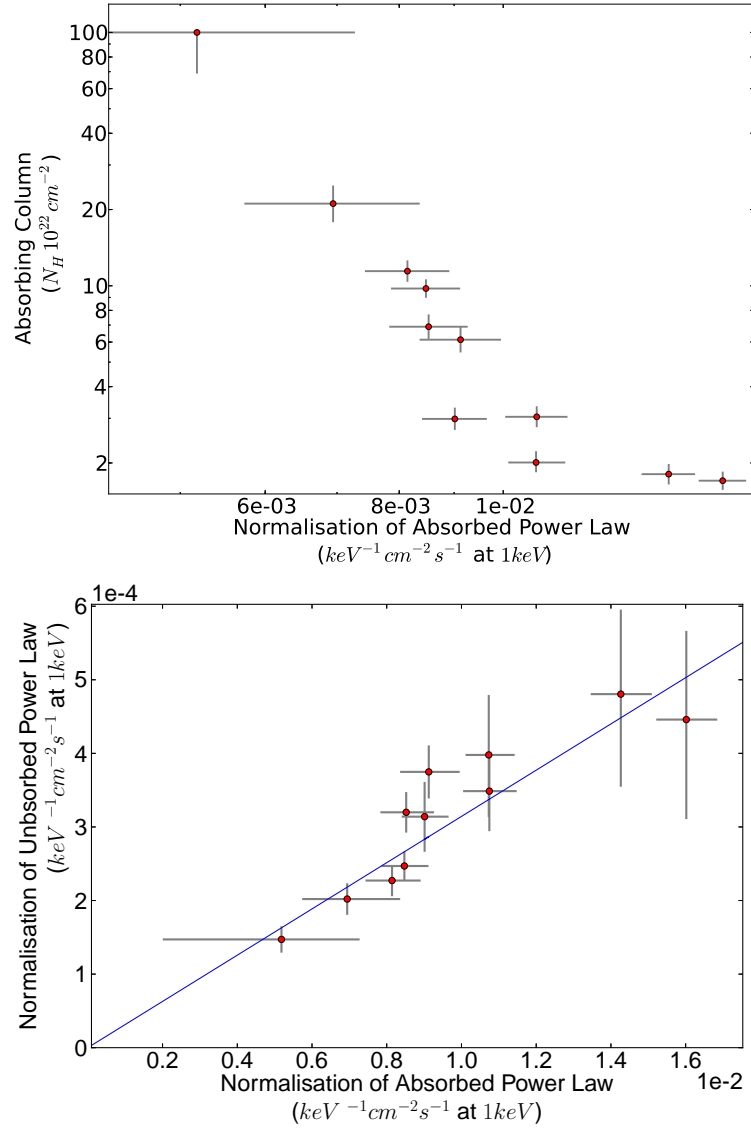 100
80
60
40
20
10
8
6
4
2
Absorbing Column
(N_H 10^22 cm^−2)
6e-03 8e-03 1e-02
Normalisation of Absorbed Power Law
(keV^−1 cm^−2 s^−1 at 1keV)
1e-4
6
5
4
3
2
1
0
Normalisation of Unbsorbed Power Law
(keV^−1 cm^−2 s^−1 at 1keV)
0.2 0.4 0.6 0.8 1.0 1.2 1.4 1.6
1e-2
Normalisation of Absorbed Power Law
(keV^−1 cm^−2 s^−1 at 1keV)